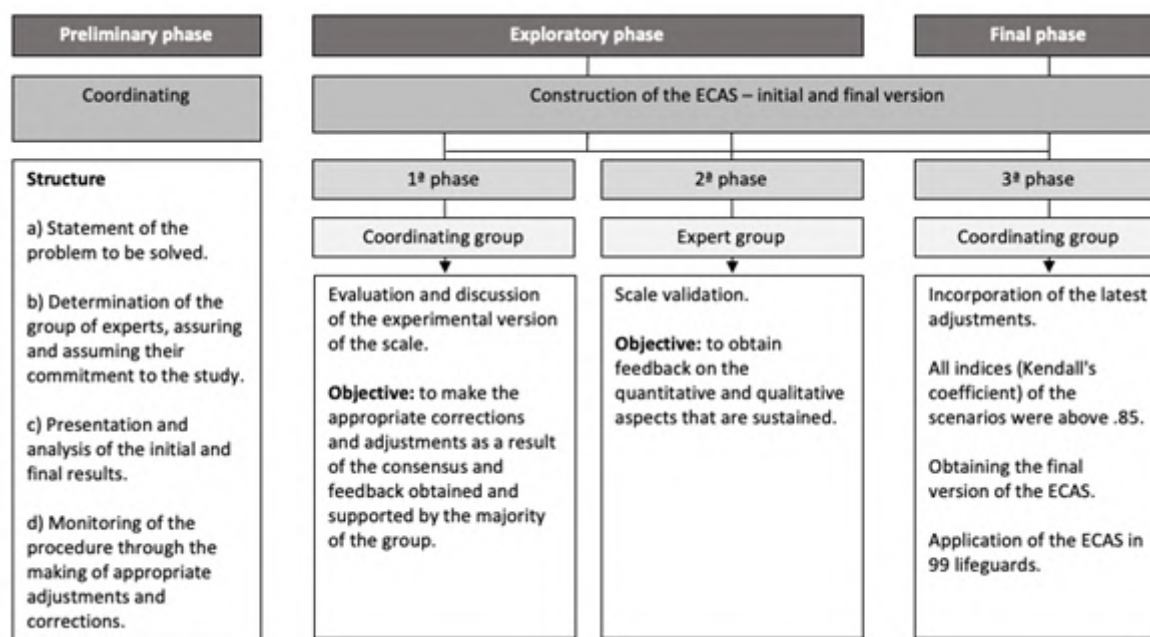 Preliminary phase
Exploratory phase
Final phase
Coordinating
Construction of the ECAS – initial and final version
Structure
a) Statement of the
problem to be solved.
b) Determination of the
group of experts, assuring
and assuming their
commitment to the study.
c) Presentation and
analysis of the initial and
final results.
d) Monitoring of the
procedure through the
making of appropriate
adjustments and
corrections.
1ª phase
Coordinating group
Evaluation and discussion
of the experimental version
of the scale.
Objective: to make the
appropriate corrections
and adjustments as a result
of the consensus and
feedback obtained and
supported by the majority
of the group.
2ª phase
Expert group
Scale validation.
Objective: to obtain
feedback on the
quantitative and qualitative
aspects that are sustained.
3ª phase
Coordinating group
Incorporation of the latest
adjustments.
All indices (Kendall's
coefficient) of the
scenarios were above .85.
Obtaining the final
version of the ECAS.
Application of the ECAS in
99 lifeguards.